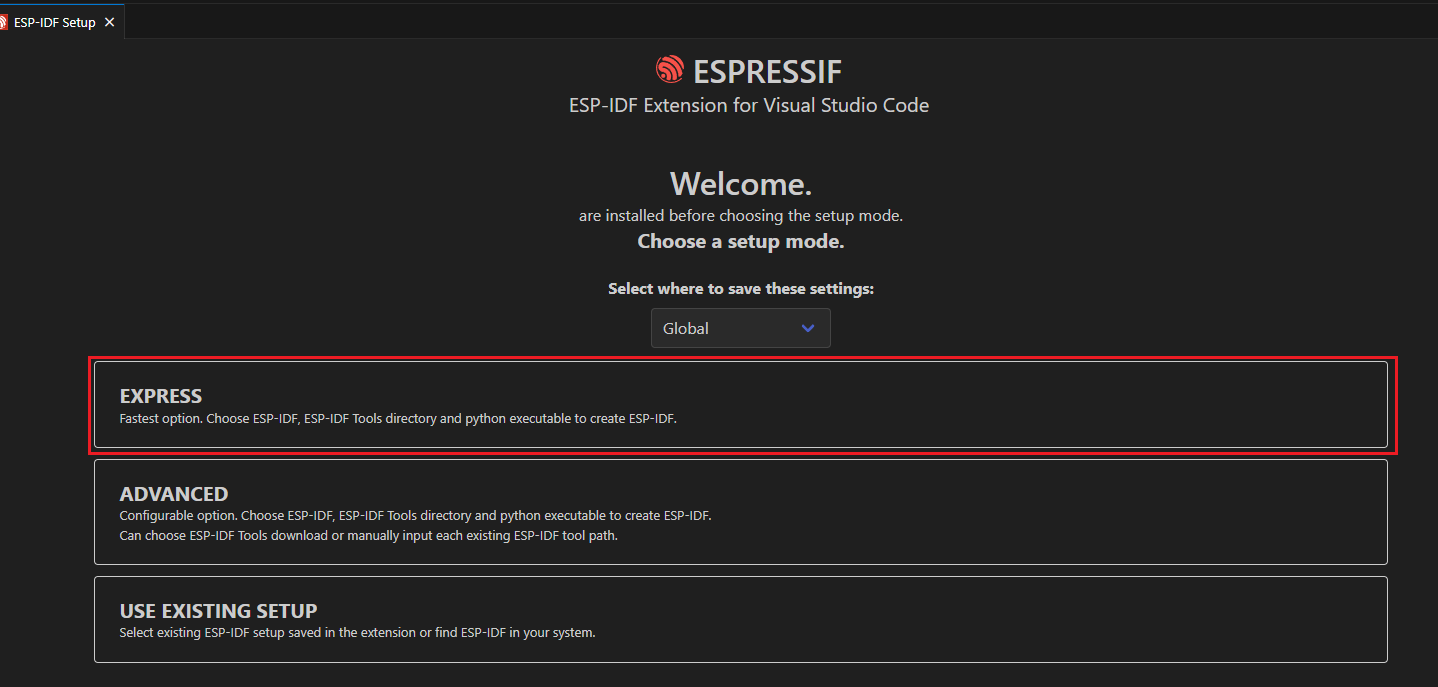 ESP-IDF Setup
ESPRESSIF
ESP-IDF Extension for Visual Studio Code
Welcome.
are installed before choosing the setup mode.
Choose a setup mode.
Select where to save these settings:
Global
EXPRESS
Fastest option. Choose ESP-IDF, ESP-IDF Tools directory and python executable to create ESP-IDF.
ADVANCED
Configurable option. Choose ESP-IDF, ESP-IDF Tools directory and python executable to create ESP-IDF.
Can choose ESP-IDF Tools download or manually input each existing ESP-IDF tool path.
USE EXISTING SETUP
Select existing ESP-IDF setup saved in the extension or find ESP-IDF in your system.